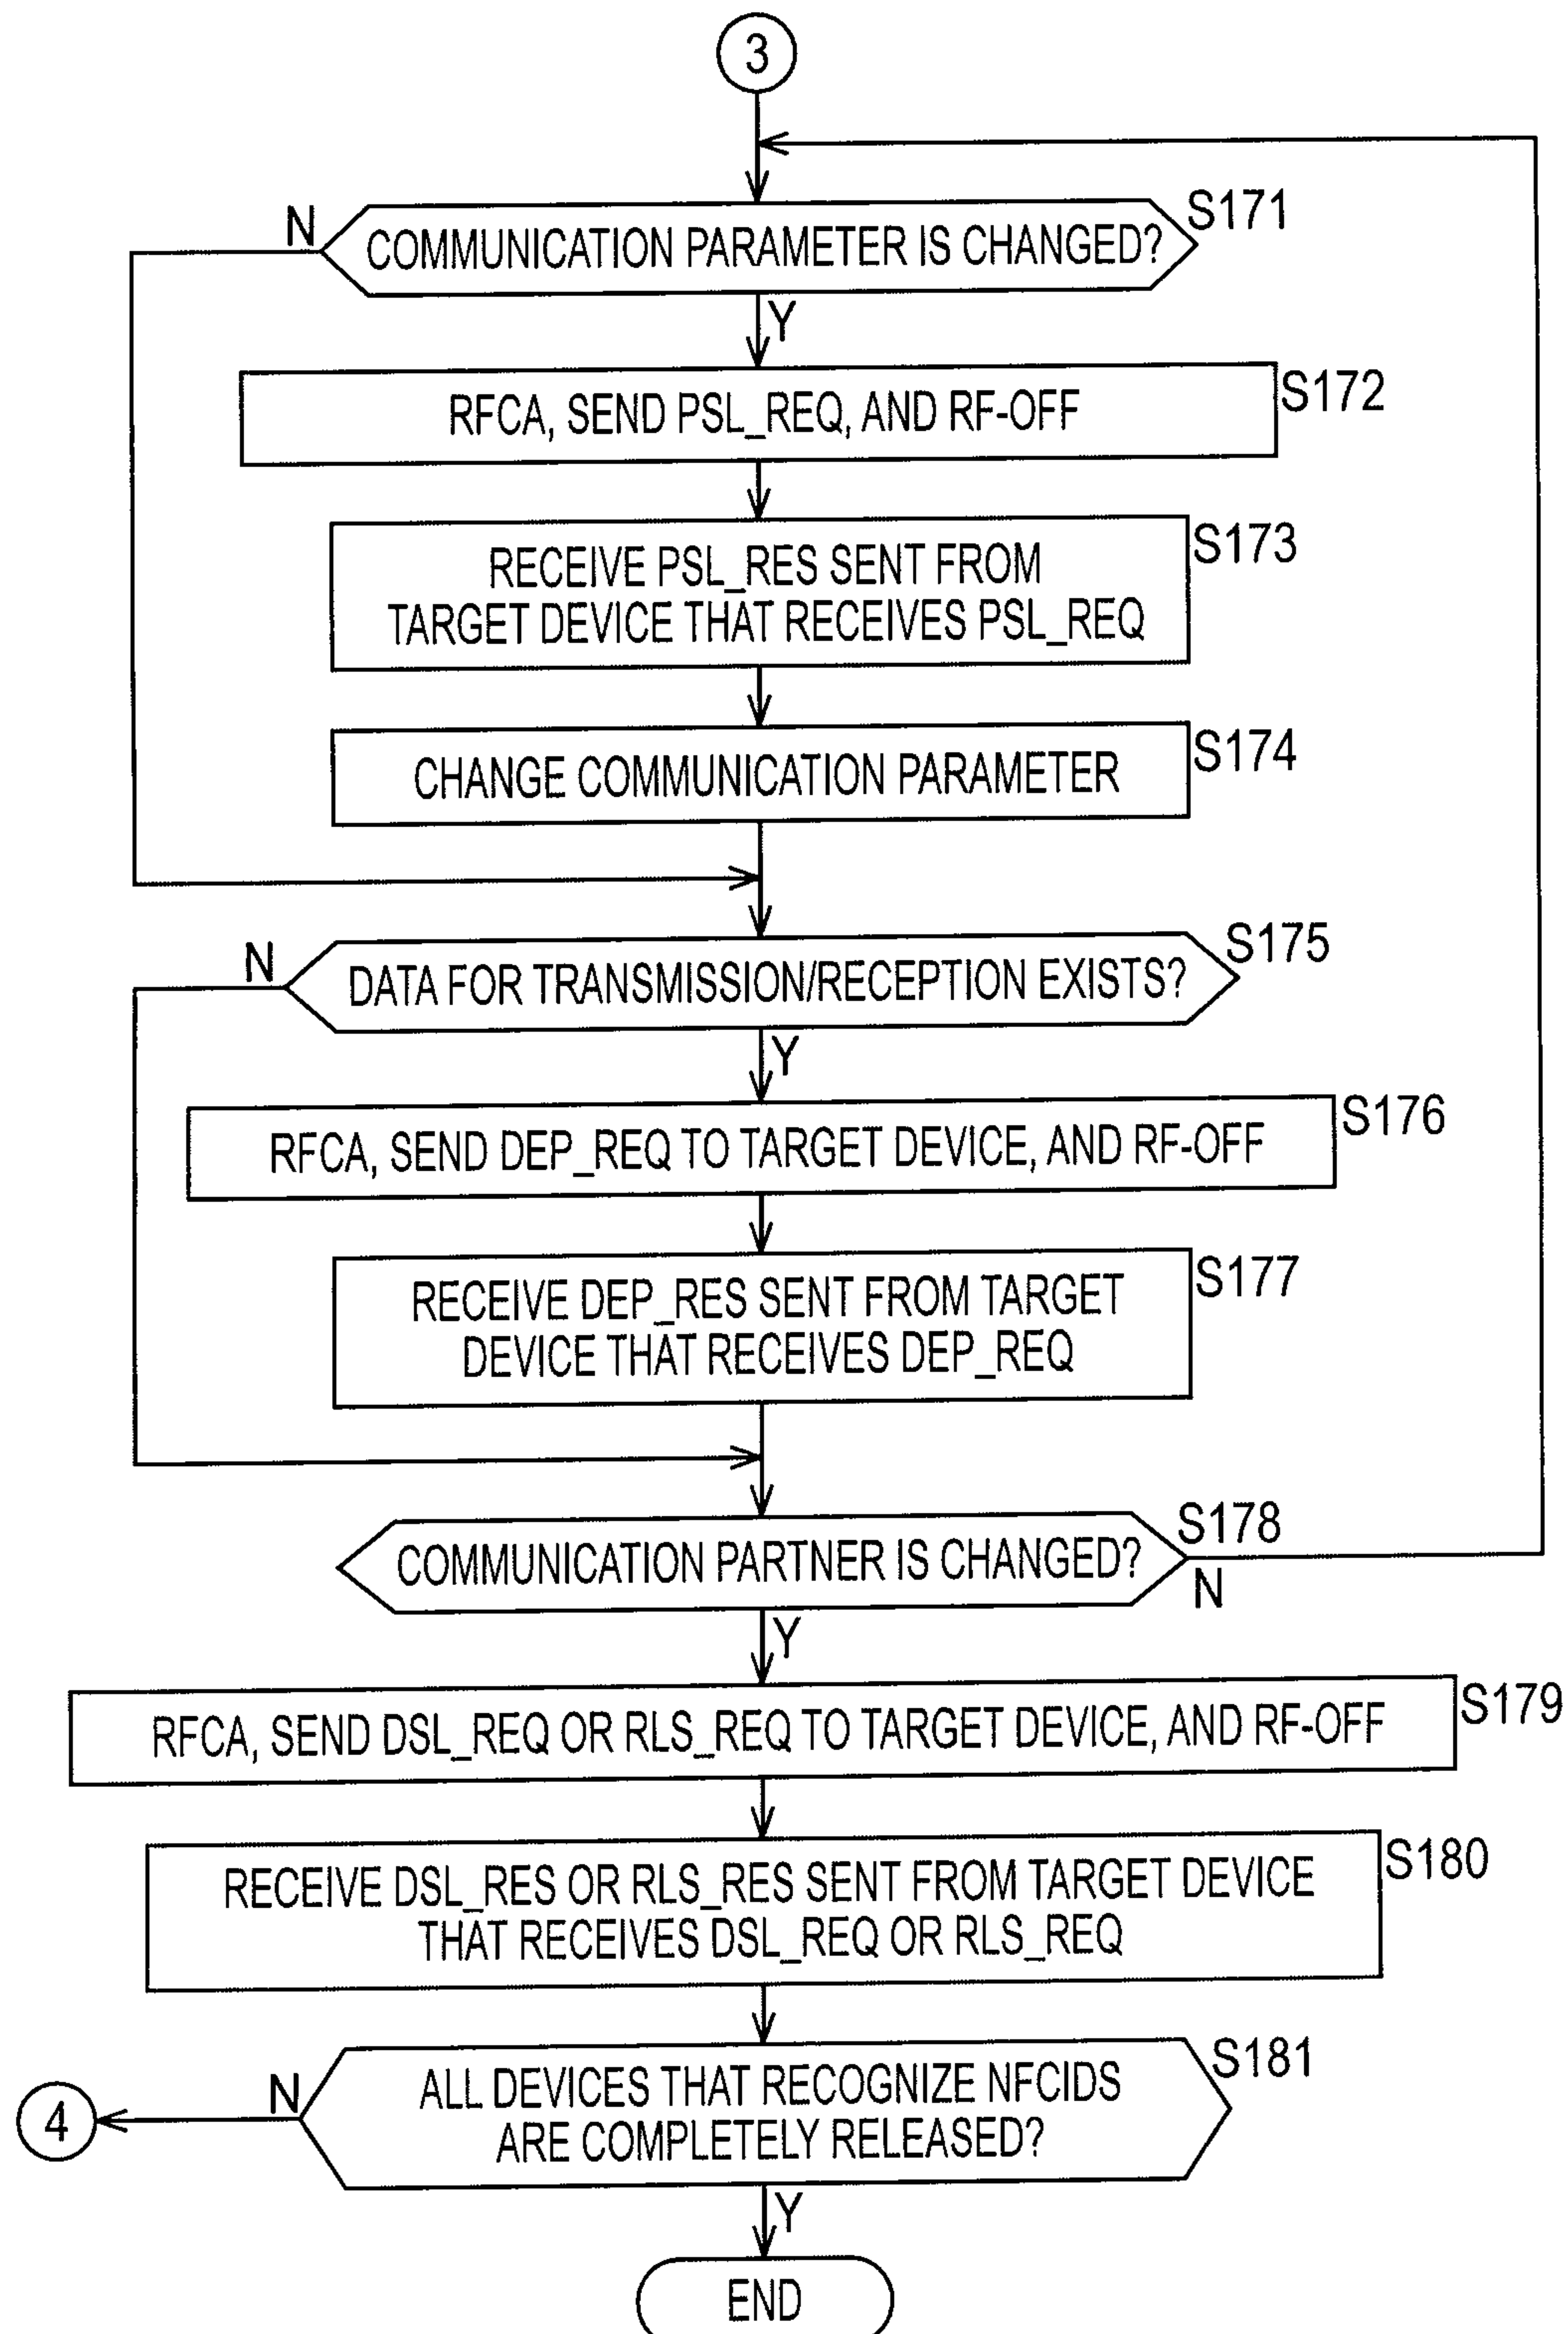 3
N
COMMUNICATION PARAMETER IS CHANGED?
S171
Y
RFCA, SEND PSL_REQ, AND RF-OFF
S172
RECEIVE PSL_RES SENT FROM
TARGET DEVICE THAT RECEIVES PSL_REQ
S173
CHANGE COMMUNICATION PARAMETER
S174
N
DATA FOR TRANSMISSION/RECEPTION EXISTS?
S175
Y
RFCA, SEND DEP_REQ TO TARGET DEVICE, AND RF-OFF
S176
RECEIVE DEP_RES SENT FROM TARGET
DEVICE THAT RECEIVES DEP_REQ
S177
COMMUNICATION PARTNER IS CHANGED?
S178
N
Y
RFCA, SEND DSL_REQ OR RLS_REQ TO TARGET DEVICE, AND RF-OFF
S179
RECEIVE DSL_RES OR RLS_RES SENT FROM TARGET DEVICE
THAT RECEIVES DSL_REQ OR RLS_REQ
S180
4
N
ALL DEVICES THAT RECOGNIZE NFCIDS
ARE COMPLETELY RELEASED?
S181
Y
END